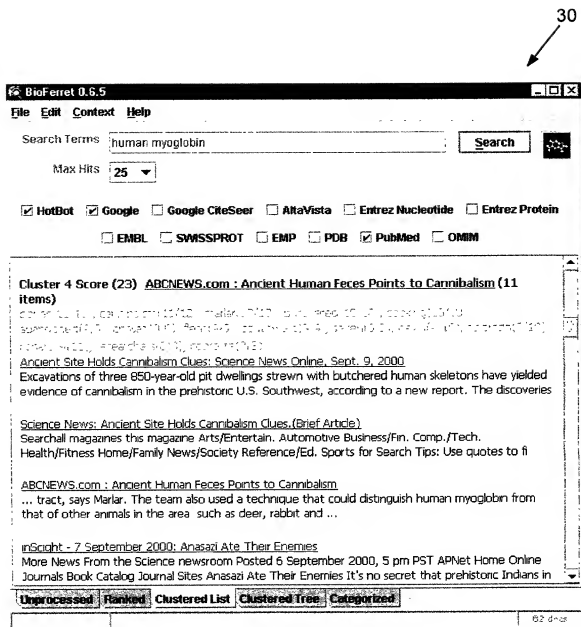 30
BioFerret 0.6.5
File Edit Context Help
Search Terms human myoglobin Search
Max Hits 25
HotBot Google Google CiteSeer AltaVista Entrez Nucleotide Entrez Protein
EMBL SWISSPROT EMP PDB PubMed OMIM
Cluster 4 Score (23) ABCNEWS.com : Ancient Human Feces Points to Cannibalism (11
items)
Ancient Site Holds Cannibalism Clues: Science News Online, Sept. 9, 2000
Excavations of three 850-year-old pit dwellings strewn with butchered human skeletons have yielded
evidence of cannibalism in the prehistoric U.S. Southwest, according to a new report. The discoveries
Science News: Ancient Site Holds Cannibalism Clues.(Brief Article)
Searchall magazines this magazine Arts/Entertain. Automotive Business/Fin. Comp./Tech.
Health/Fitness Home/Family News/Society Reference/Ed. Sports for Search Tips: Use quotes to fi
ABCNEWS.com : Ancient Human Feces Points to Cannibalism
... tract, says Marlar. The team also used a technique that could distinguish human myoglobin from
that of other animals in the area such as deer, rabbit and ...
inScight - 7 September 2000: Anasazi Ate Their Enemies
More News From the Science newsroom Posted 6 September 2000, 5 pm PST APNet Home Online
Journals Book Catalog Journal Sites Anasazi Ate Their Enemies It's no secret that prehistoric Indians in
Unprocessed Ranked Clustered List Clustered Tree Categorized
62 docs